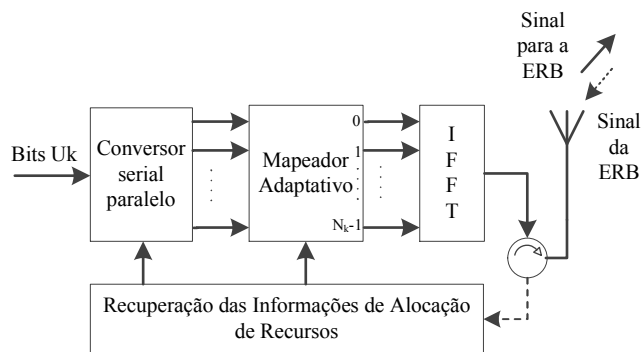 Sinal
para a
ERB
Sinal
da
ERB
Bits Uk
Conversor
serial
paralelo
Mapeador
Adaptativo
0
1
N_k-1
I
F
F
T
Recuperação das Informações de Alocação
de Recursos